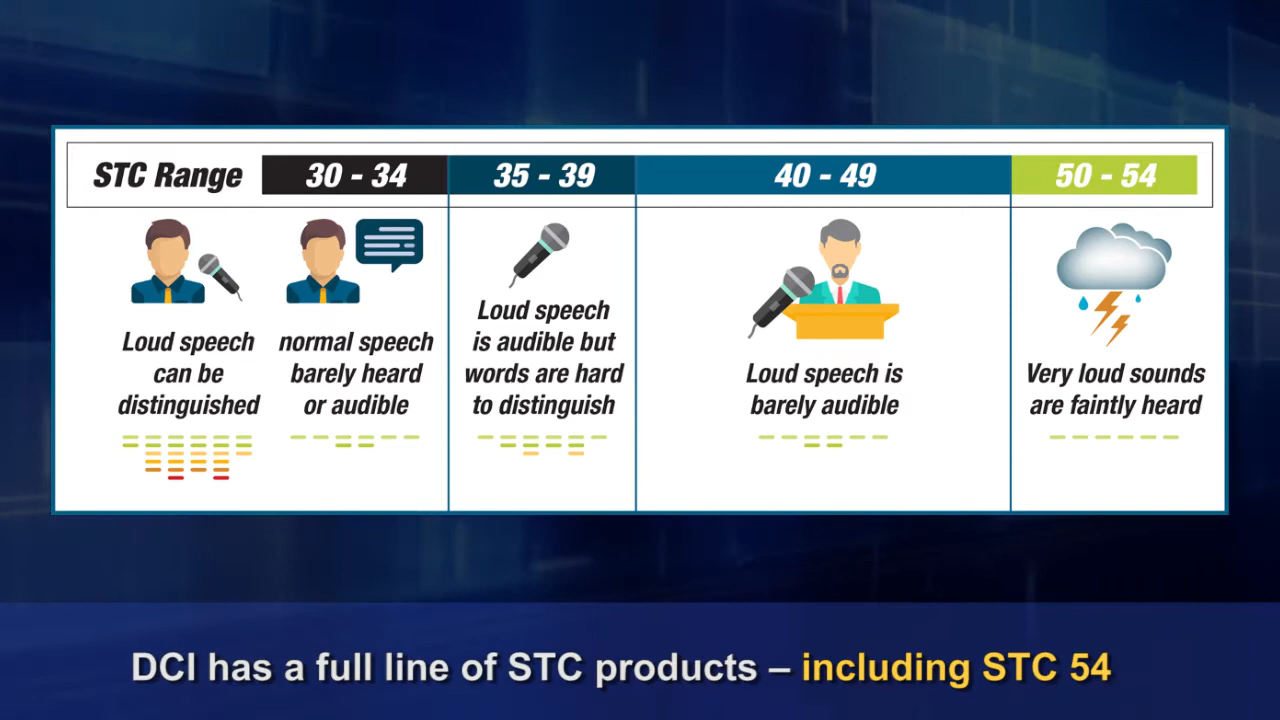 STC Range 30 - 34 35 - 39 40 - 49 50 - 54
Loud speech
can be
distinguished
normal speech
barely heard
or audible
Loud speech
is audible but
words are hard
to distinguish
Loud speech is
barely audible
Very loud sounds
are faintly heard
DCI has a full line of STC products – including STC 54